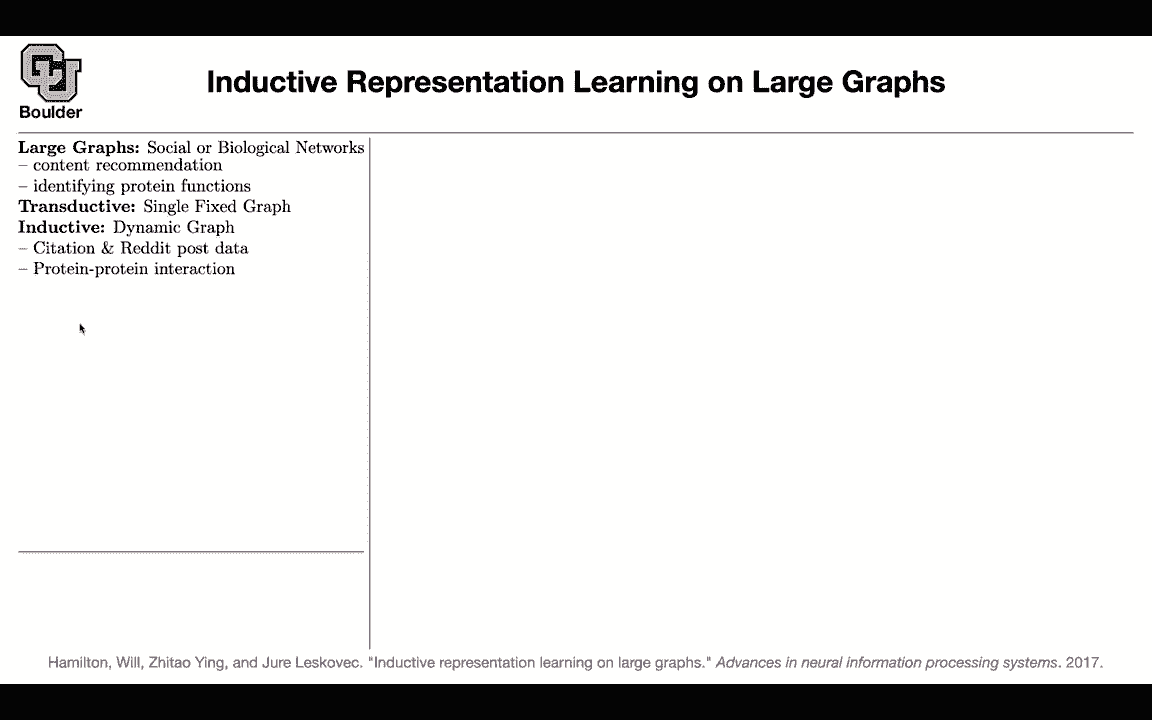 CU
Boulder
Inductive Representation Learning on Large Graphs
Large Graphs: Social or Biological Networks
– content recommendation
– identifying protein functions
Transductive: Single Fixed Graph
Inductive: Dynamic Graph
– Citation & Reddit post data
– Protein-protein interaction
Hamilton, Will, Zhitao Ying, and Jure Leskovec. "Inductive representation learning on large graphs." Advances in neural information processing systems. 2017.